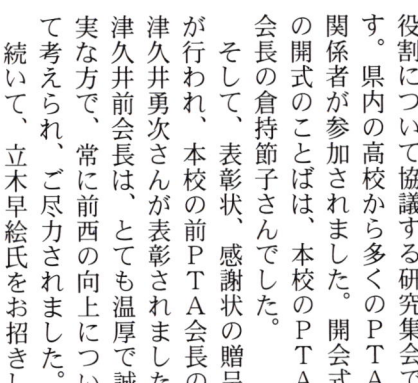 役割について協議する研究集会で
す。県内の高校から多くのＰＴＡ
関係者が参加されました。開会式
の開式のことばは、本校のＰＴＡ
会長の倉持節子さんでした。
そして、表彰状、感謝状の贈呈
が行われ、本校の前ＰＴＡ会長の
津久井勇次さんが表彰されました
津久井前会長は、とても温厚で誠
実な方で、常に前西の向上につい
て考えられ、ご尽力されました。
続いて、立木早絵氏をお招きし